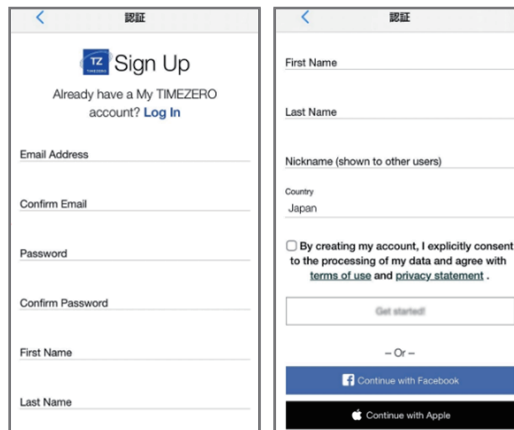 認証
TZ
TIMEZERO
Sign Up
Already have a My TIMEZERO
account? Log In
Email Address
Confirm Email
Password
Confirm Password
First Name
Last Name
認証
First Name
Last Name
Nickname (shown to other users)
Country
Japan
By creating my account, I explicitly consent
to the processing of my data and agree with
terms of use and privacy statement .
Get started!
– Or –
Continue with Facebook
Continue with Apple